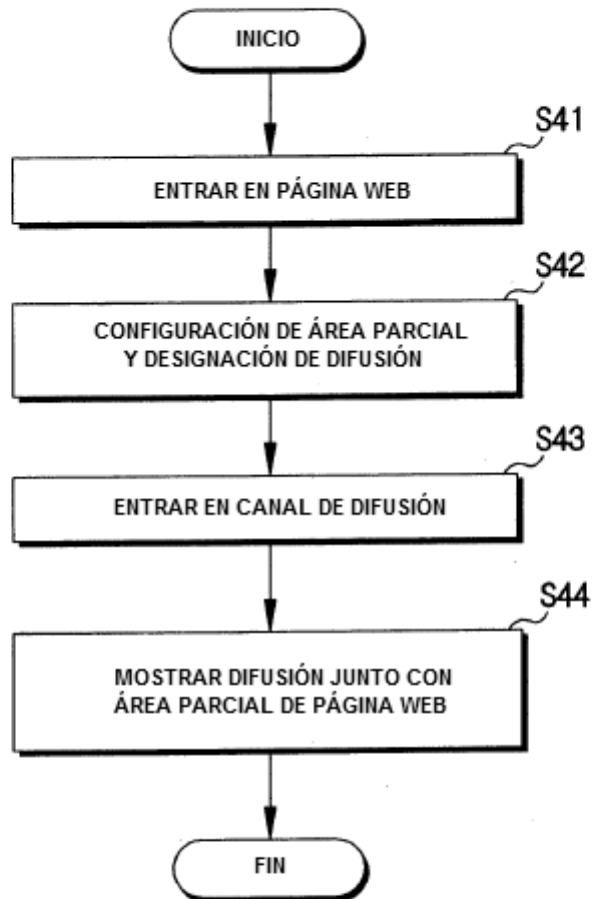 INICIO
S41
ENTRAR EN PÁGINA WEB
S42
CONFIGURACIÓN DE ÁREA PARCIAL
Y DESIGNACIÓN DE DIFUSIÓN
S43
ENTRAR EN CANAL DE DIFUSIÓN
S44
MOSTRAR DIFUSIÓN JUNTO CON
ÁREA PARCIAL DE PÁGINA WEB
FIN